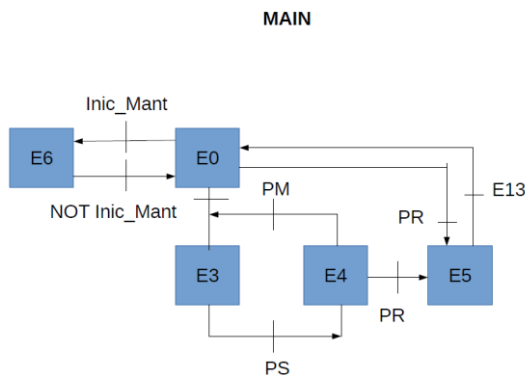 MAIN
Inic_Mant
E6
E0
NOT Inic_Mant
PM
E13
PR
E3
E4
E5
PR
PS